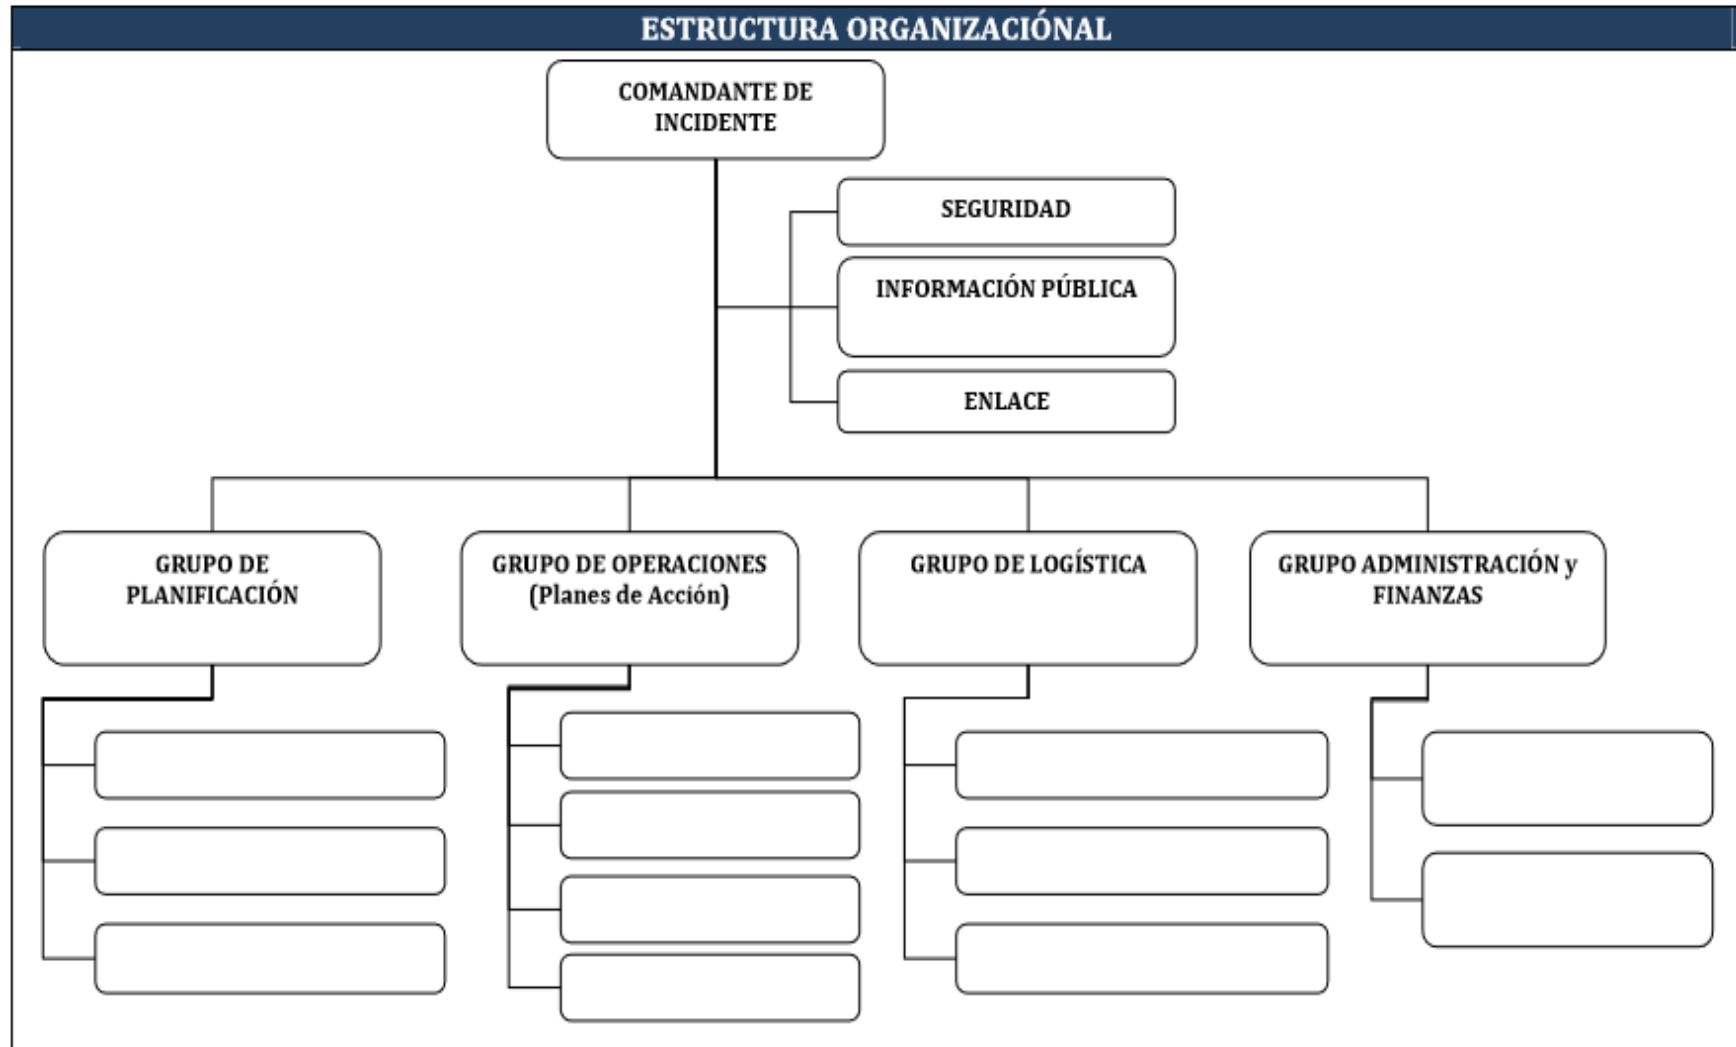 ESTRUCTURA ORGANIZACIÓNAL
COMANDANTE DE
INCIDENTE
SEGURIDAD
INFORMACIÓN PÚBLICA
ENLACE
GRUPO DE
PLANIFICACIÓN
GRUPO DE OPERACIONES
(Planes de Acción)
GRUPO DE LOGÍSTICA
GRUPO ADMINISTRACIÓN y
FINANZAS